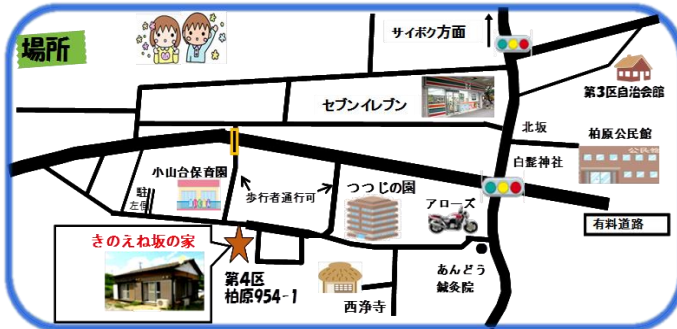 場所
サイボク方面
第3区自治会館
セブンイレブン
北坂
柏原公民館
白髭神社
小山台保育園
歩行者通行可
つつじの園
アローズ
駐
左側
有料道路
きのえね坂の家
第4区
柏原954-1
西浄寺
あんどう
鍼灸院